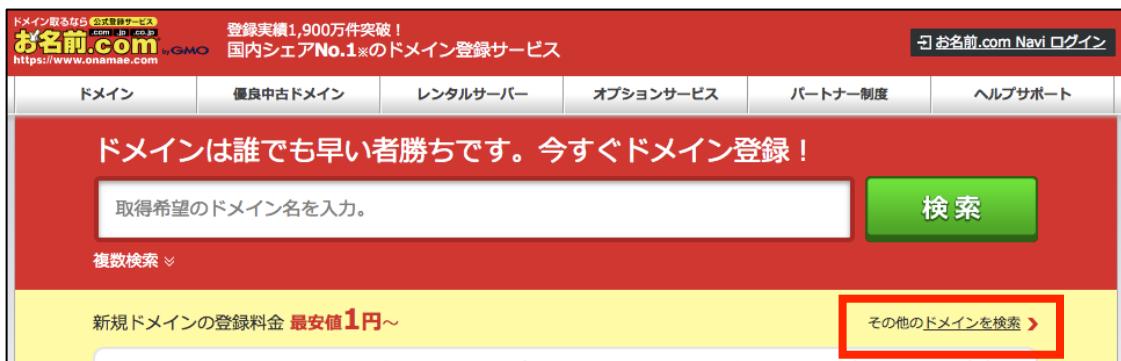 ドメイン取るなら 公式登録サービス
.com .jp .co.jp
お名前.com by GMO
https://www.onamae.com
登録実績1,900万件突破!
国内シェアNo.1※のドメイン登録サービス
お名前.com Navi ログイン
ドメイン
優良中古ドメイン
レンタルサーバー
オプションサービス
パートナー制度
ヘルプサポート
ドメインは誰でも早い者勝ちです。今すぐドメイン登録!
取得希望のドメイン名を入力。
検索
複数検索
新規ドメインの登録料金 最安値1円~
その他のドメインを検索